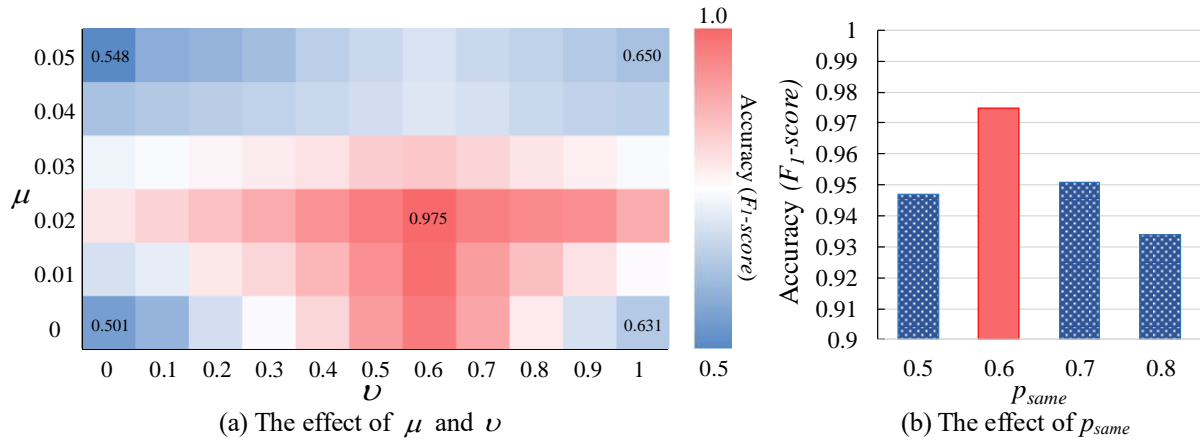 0.05
0.04
0.03
0.02
0.01
0
μ
0.548
0.650
0.975
0.501
0.631
0 0.1 0.2 0.3 0.4 0.5 0.6 0.7 0.8 0.9 1
υ
1.0
Accuracy (F1-score)
0.5
(a) The effect of μ and υ
1
0.99
0.98
0.97
0.96
0.95
0.94
0.93
0.92
0.91
0.9
Accuracy (F1-score)
0.5 0.6 0.7 0.8
psame
(b) The effect of psame